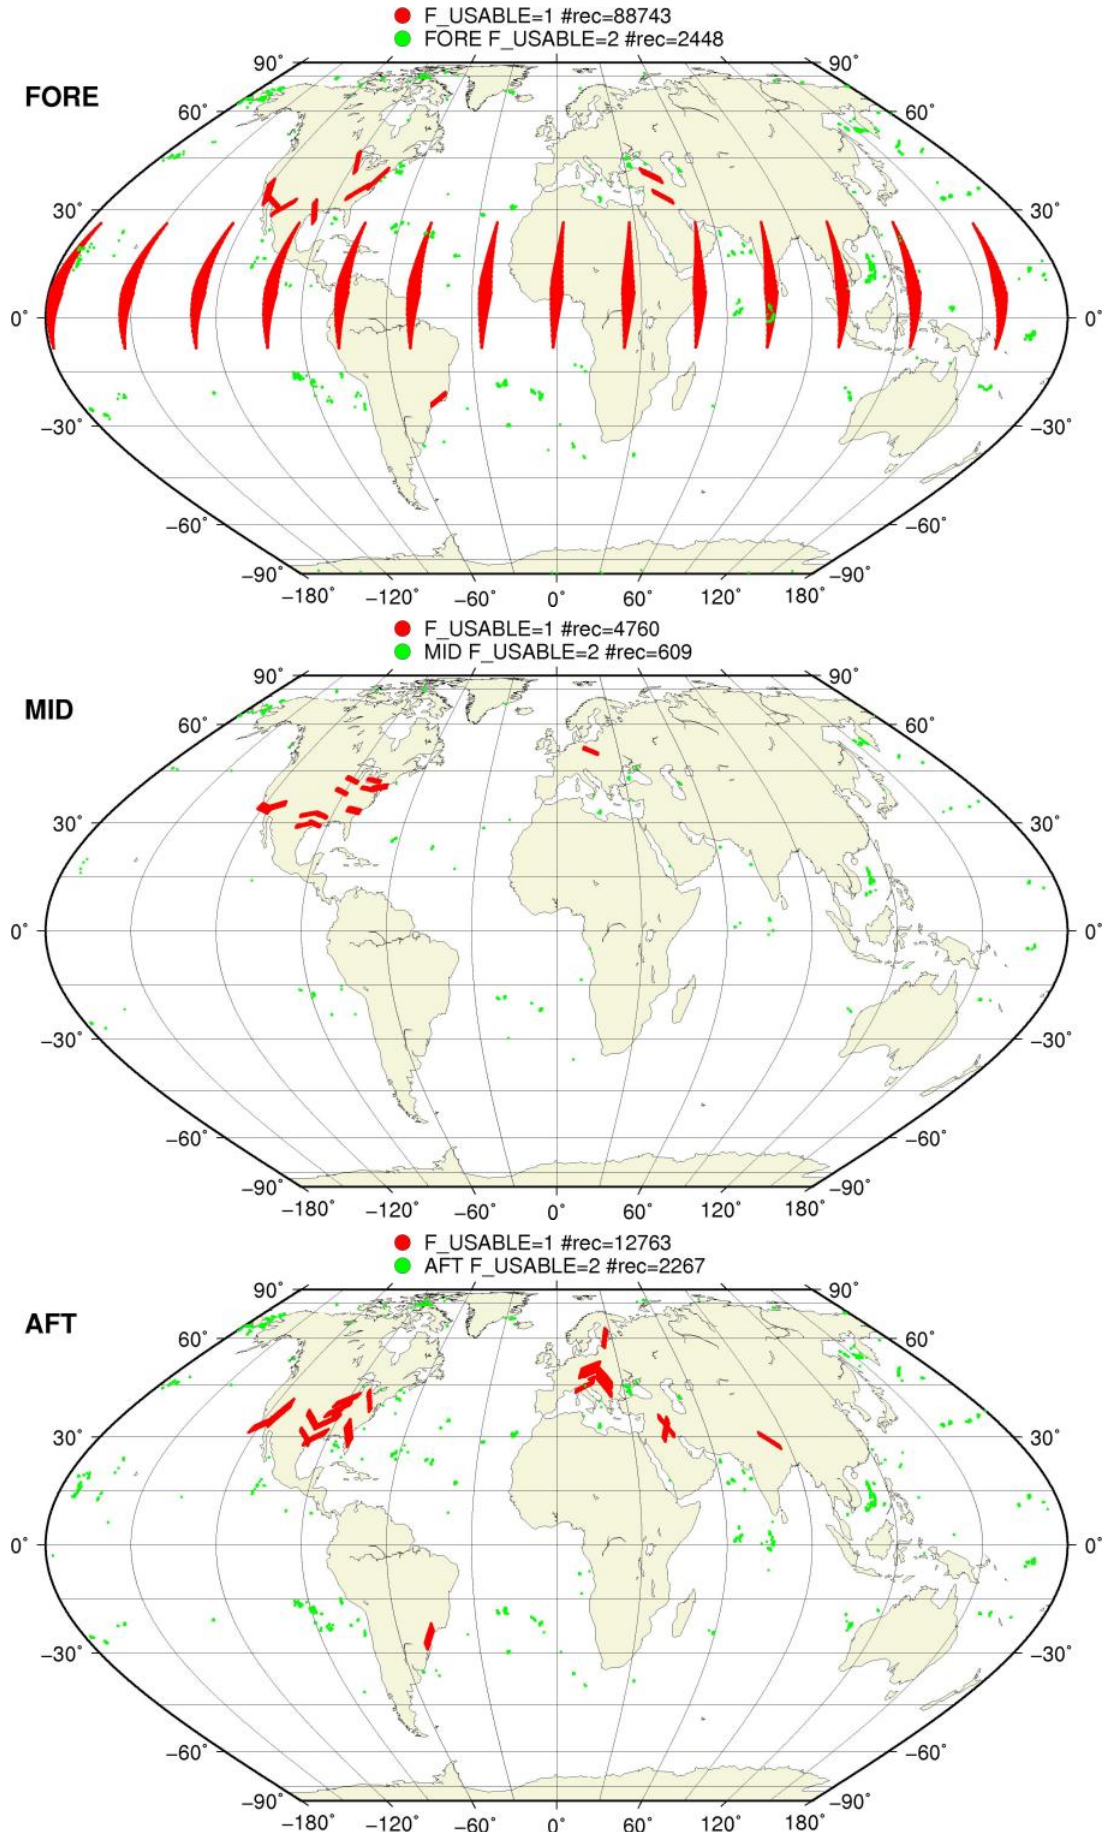 F_USABLE=1 #rec=88743
FORE F_USABLE=2 #rec=2448
FORE
90° 90°
60° 60°
30° 30°
0° 0°
−30° −30°
−60° −60°
−90° −90°
−180° −120° −60° 0° 60° 120° 180°
F_USABLE=1 #rec=4760
MID F_USABLE=2 #rec=609
MID
90° 90°
60° 60°
30° 30°
0° 0°
−30° −30°
−60° −60°
−90° −90°
−180° −120° −60° 0° 60° 120° 180°
F_USABLE=1 #rec=12763
AFT F_USABLE=2 #rec=2267
AFT
90° 90°
60° 60°
30° 30°
0° 0°
−30° −30°
−60° −60°
−90° −90°
−180° −120° −60° 0° 60° 120° 180°